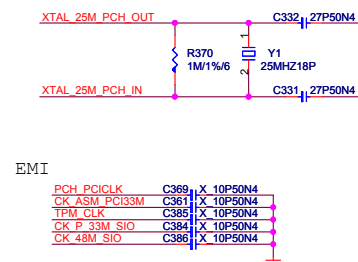 XTAL_25M_PCH_OUT C332 27P50N4
1
R370 Y1
1M/1%/6 25MHZ18P
2
XTAL_25M_PCH_IN C331 27P50N4
EMI
PCH_PCICLK C369 X_10P50N4
CK_ASM_PCI33M C361 X_10P50N4
TPM_CLK C385 X_10P50N4
CK_P_33M_SIO C384 X_10P50N4
CK_48M_SIO C386 X_10P50N4